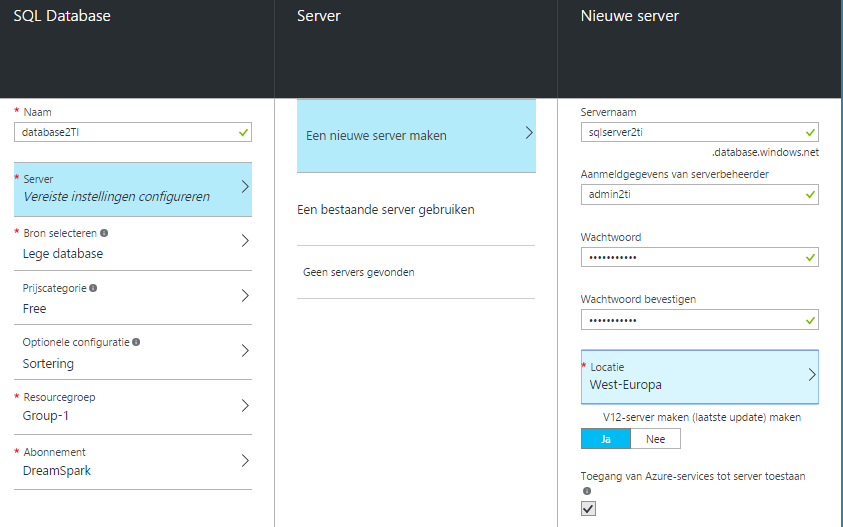 SQL Database
* Naam
database2TI
* Server
Vereiste instellingen configureren
* Bron selecteren
Lege database
Prijscategorie
Free
Optionele configuratie
Sortering
* Resourcegroep
Group-1
* Abonnement
DreamSpark
Server
Een nieuwe server maken
Een bestaande server gebruiken
Geen servers gevonden
Nieuwe server
Servernaam
sqlserver2ti
.database.windows.net
Aanmeldgegevens van serverbeheerder
admin2ti
Wachtwoord
•••••••••••
Wachtwoord bevestigen
•••••••••••
* Locatie
West-Europa
V12-server maken (laatste update) maken
Ja Nee
Toegang van Azure-services tot server toestaan